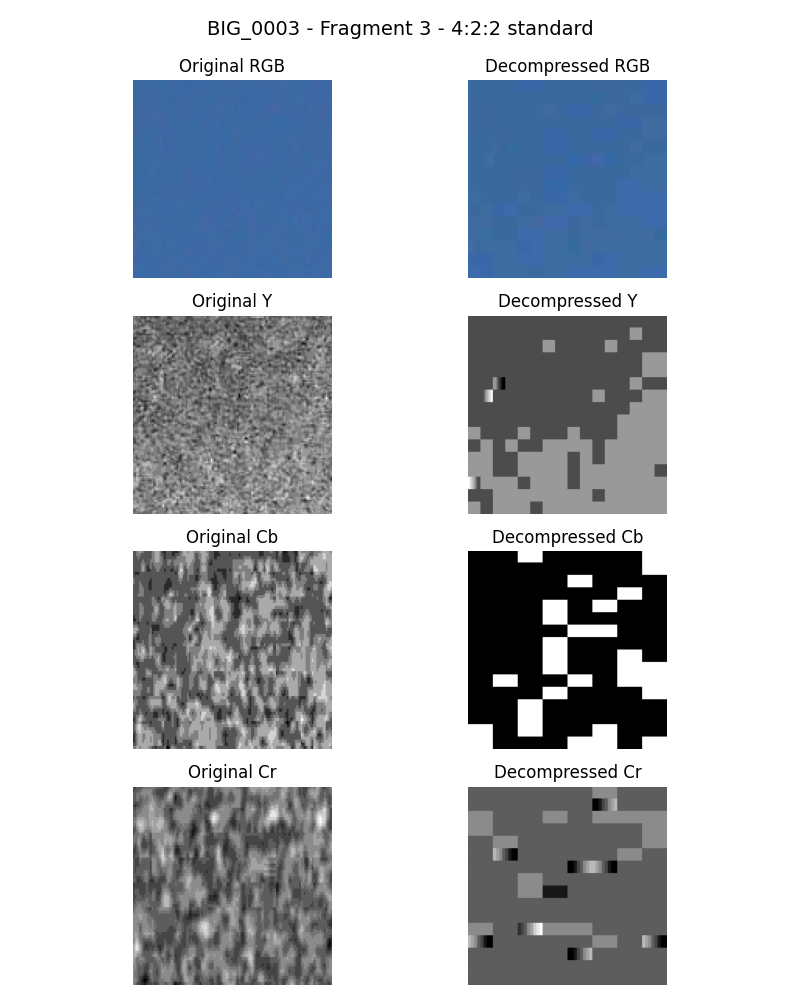 BIG_0003 - Fragment 3 - 4:2:2 standard
Original RGB
Decompressed RGB
Original Y
Decompressed Y
Original Cb
Decompressed Cb
Original Cr
Decompressed Cr